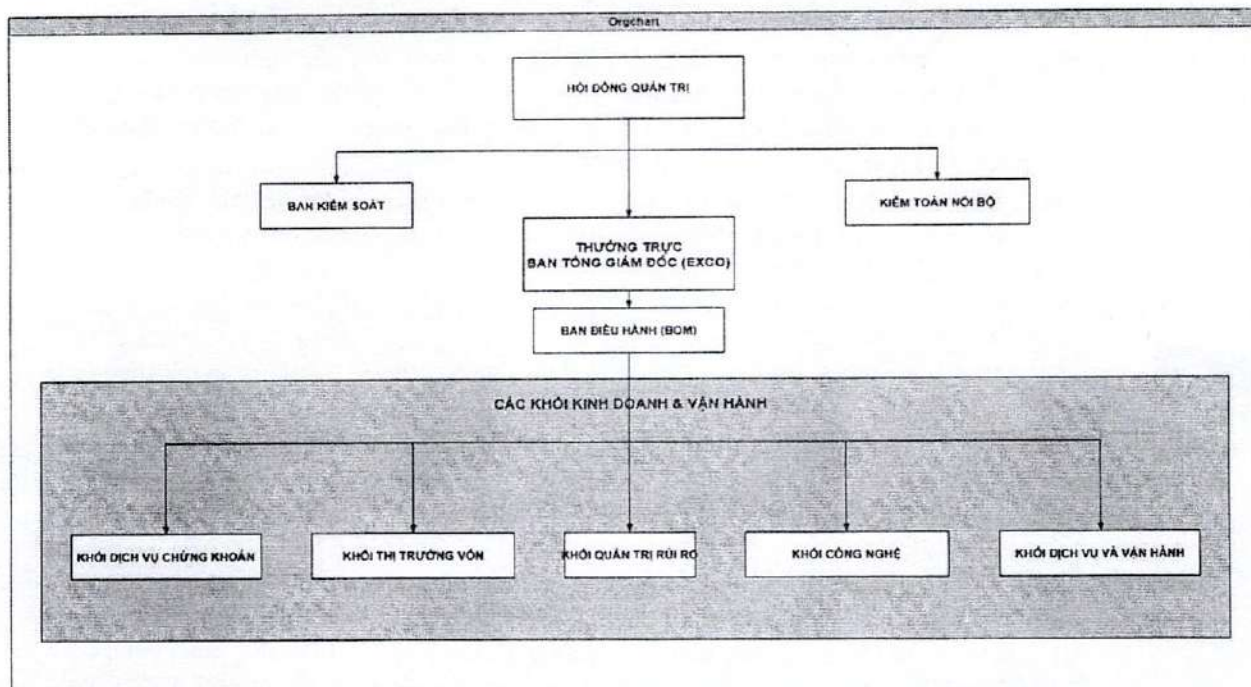 Orgchart
HỘI ĐỒNG QUẢN TRỊ
BAN KIỂM SOÁT
KIỂM TOÁN NỘI BỘ
THƯỜNG TRỰC
BAN TỔNG GIÁM ĐỐC (EXCO)
BAN ĐIỀU HÀNH (BOM)
CÁC KHỐI KINH DOANH & VẬN HÀNH
KHỐI DỊCH VỤ CHỨNG KHOÁN
KHỐI THỊ TRƯỜNG VỐN
KHỐI QUẢN TRỊ RỦI RO
KHỐI CÔNG NGHỆ
KHỐI DỊCH VỤ VÀ VẬN HÀNH